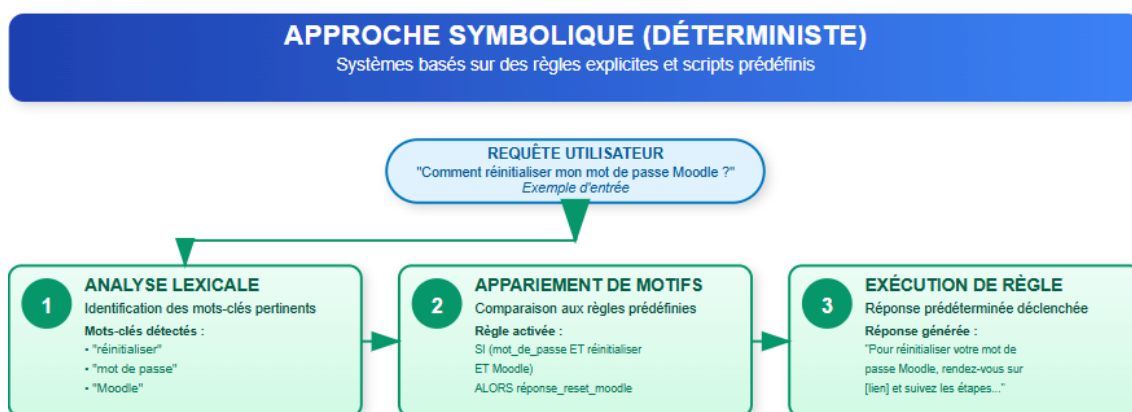 APPROCHE SYMBOLIQUE (DÉTERMINISTE)
Systèmes basés sur des règles explicites et scripts prédéfinis
REQUÊTE UTILISATEUR
"Comment réinitialiser mon mot de passe Moodle ?"
Exemple d'entrée
1
ANALYSE LEXICALE
Identification des mots-clés pertinents
Mots-clés détectés :
• "réinitialiser"
• "mot de passe"
• "Moodle"
2
APPARIEMENT DE MOTIFS
Comparaison aux règles prédéfinies
Règle activée :
SI (mot_de_passe ET réinitialiser
ET Moodle)
ALORS réponse_reset_moodle
3
EXÉCUTION DE RÈGLE
Réponse prédéterminée déclenchée
Réponse générée :
"Pour réinitialiser votre mot de
passe Moodle, rendez-vous sur
[lien] et suivez les étapes..."